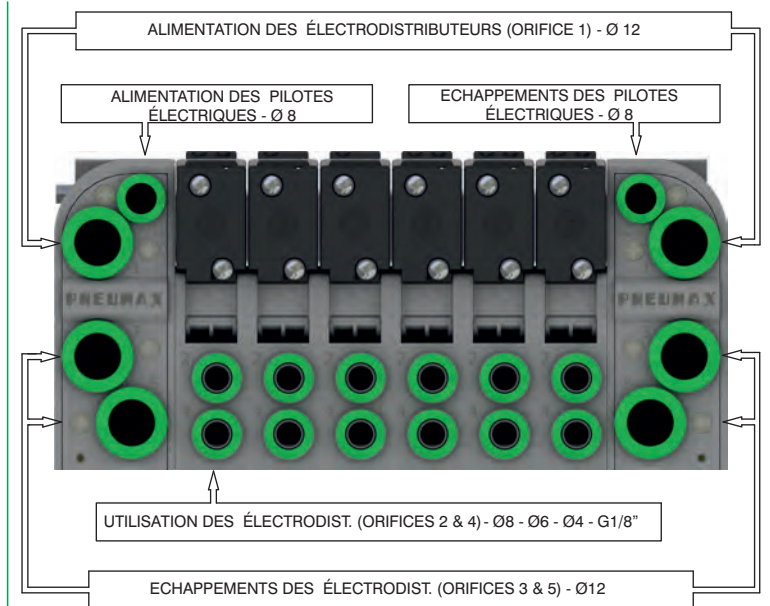 ALIMENTATION DES ÉLECTRODISTRIBUTEURS (ORIFICE 1) - Ø 12
ALIMENTATION DES PILOTES
ÉLECTRIQUES - Ø 8
ECHAPPEMENTS DES PILOTES
ÉLECTRIQUES - Ø 8
PNEUMAX
PNEUMAX
UTILISATION DES ÉLECTRODIST. (ORIFICES 2 & 4) - Ø8 - Ø6 - Ø4 - G1/8”
ECHAPPEMENTS DES ÉLECTRODIST. (ORIFICES 3 & 5) - Ø12